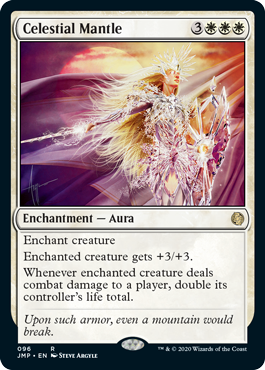 Celestial Mantle 3
Enchantment — Aura
Enchant creature
Enchanted creature gets +3/+3.
Whenever enchanted creature deals
combat damage to a player, double
its controller's life total.
Upon such armor, even a mountain would
break.
096 R
JMP • EN STEVE ARGYLE ™ & © 2020 Wizards of the Coast